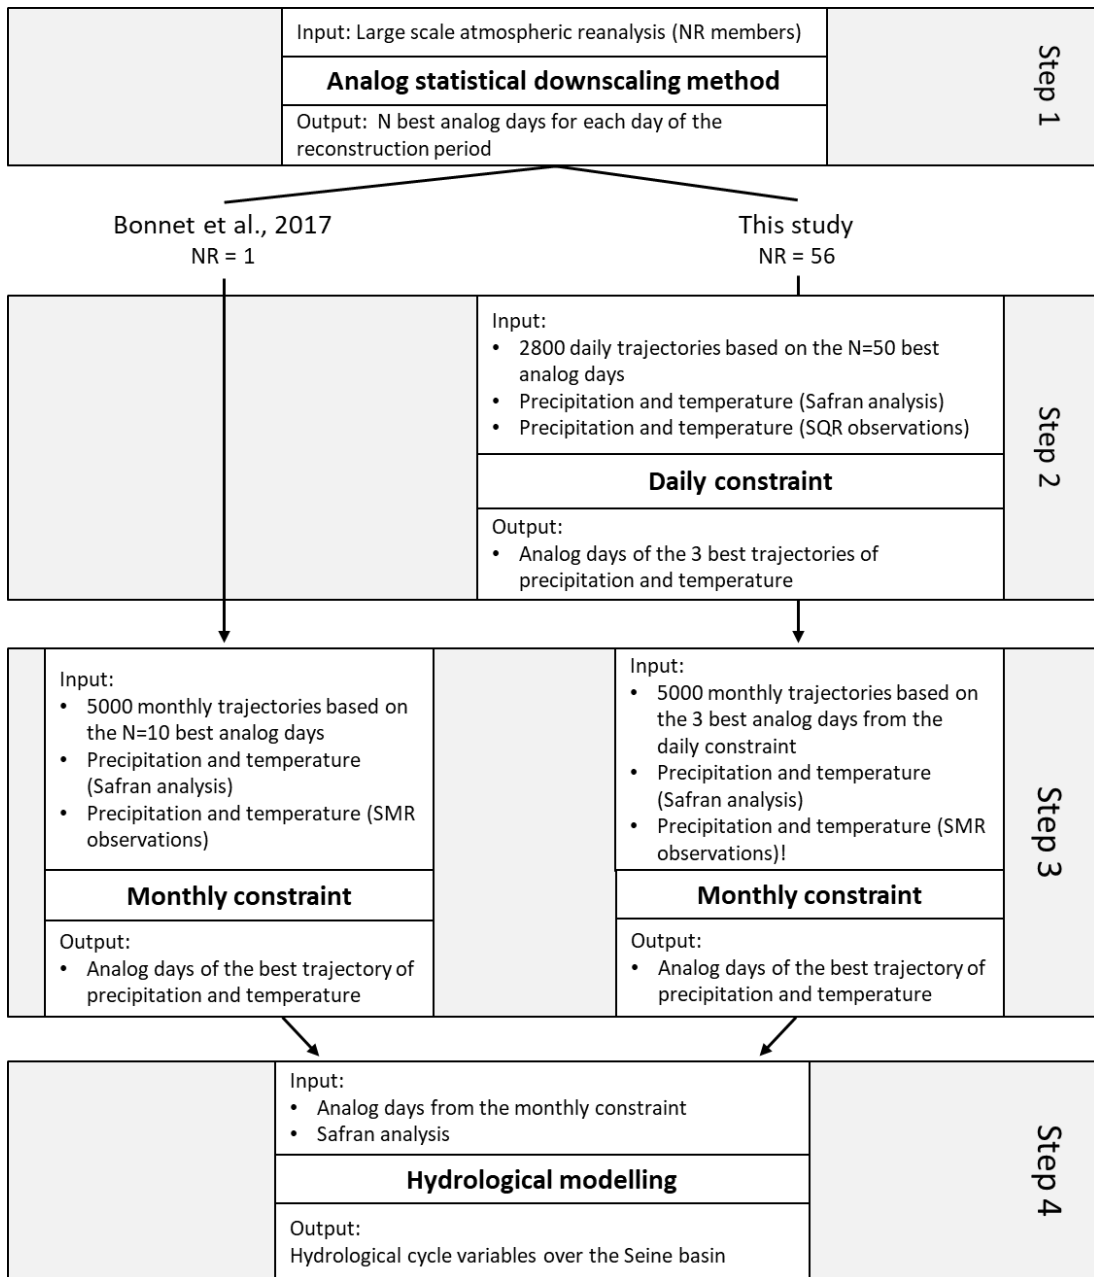 Input: Large scale atmospheric reanalysis (NR members)
Analog statistical downscaling method
Output: N best analog days for each day of the
reconstruction period
Step 1
Bonnet et al., 2017
NR = 1
This study
NR = 56
Input:
• 2800 daily trajectories based on the N=50 best
analog days
• Precipitation and temperature (Safran analysis)
• Precipitation and temperature (SQR observations)
Daily constraint
Output:
• Analog days of the 3 best trajectories of
precipitation and temperature
Step 2
Input:
• 5000 monthly trajectories based on
the N=10 best analog days
• Precipitation and temperature
(Safran analysis)
• Precipitation and temperature (SMR
observations)
Monthly constraint
Output:
• Analog days of the best trajectory of
precipitation and temperature
Input:
• 5000 monthly trajectories based on
the 3 best analog days from the
daily constraint
• Precipitation and temperature
(Safran analysis)
• Precipitation and temperature (SMR
observations)!
Monthly constraint
Output:
• Analog days of the best trajectory of
precipitation and temperature
Step 3
Input:
• Analog days from the monthly constraint
• Safran analysis
Hydrological modelling
Output:
Hydrological cycle variables over the Seine basin
Step 4